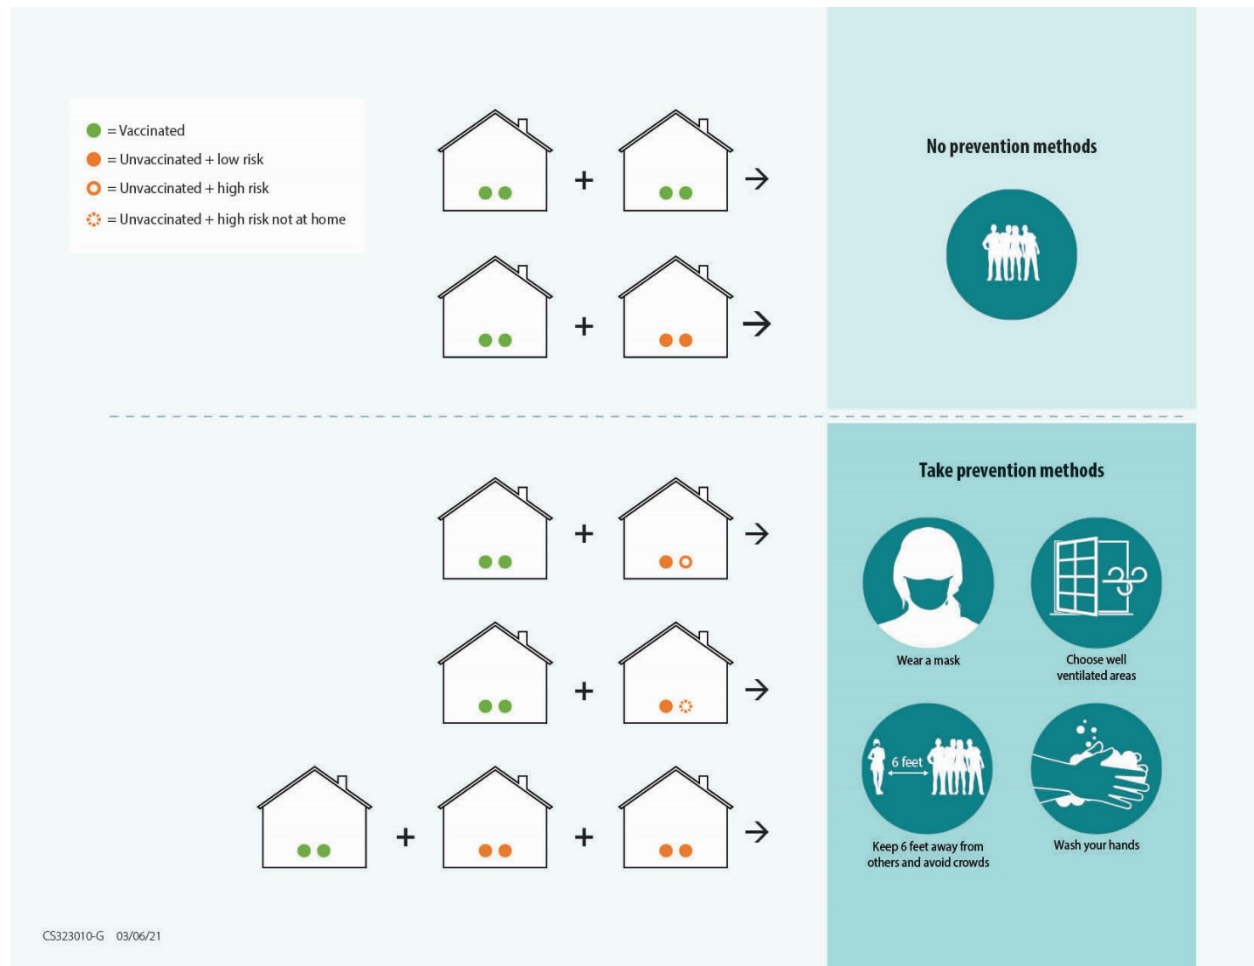 = Vaccinated
= Unvaccinated + low risk
= Unvaccinated + high risk
= Unvaccinated + high risk not at home
+
+
No prevention methods
+
+
+
+
Take prevention methods
Wear a mask
Choose well
ventilated areas
6 feet
Keep 6 feet away from
others and avoid crowds
Wash your hands
CS323010-G 03/06/21